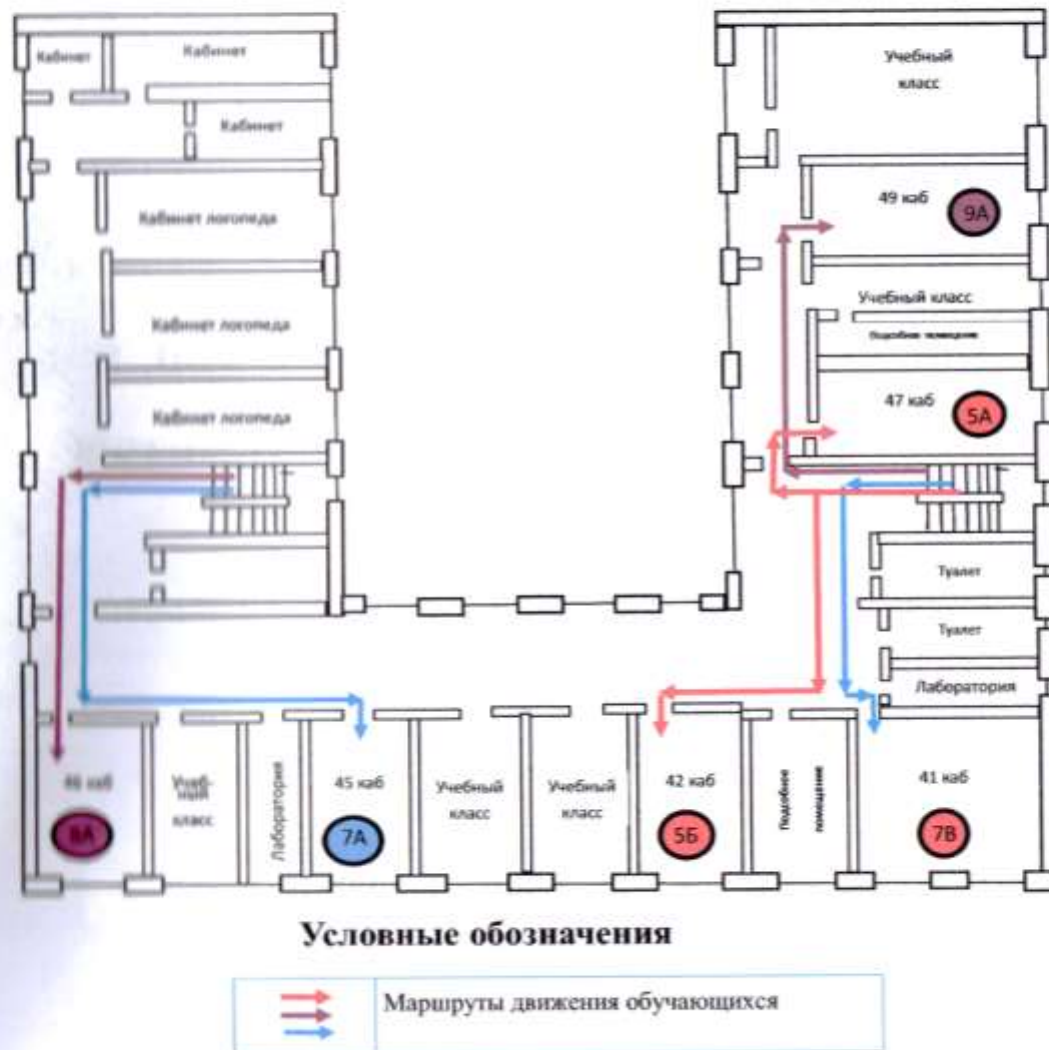 Кабинет
Кабинет
Кабинет
Кабинет логопеда
Кабинет логопеда
Кабинет логопеда
Учебный
класс
49 каб
9А
Учебный класс
Подсобное помещение
47 каб
5А
Туалет
Туалет
Лаборатория
46 каб
8А
Учеб-
ный
класс
Лаборатория
45 каб
7А
Учебный
класс
Учебный
класс
42 каб
5Б
Подсобное
помещение
41 каб
7В
Условные обозначения
Маршруты движения обучающихся